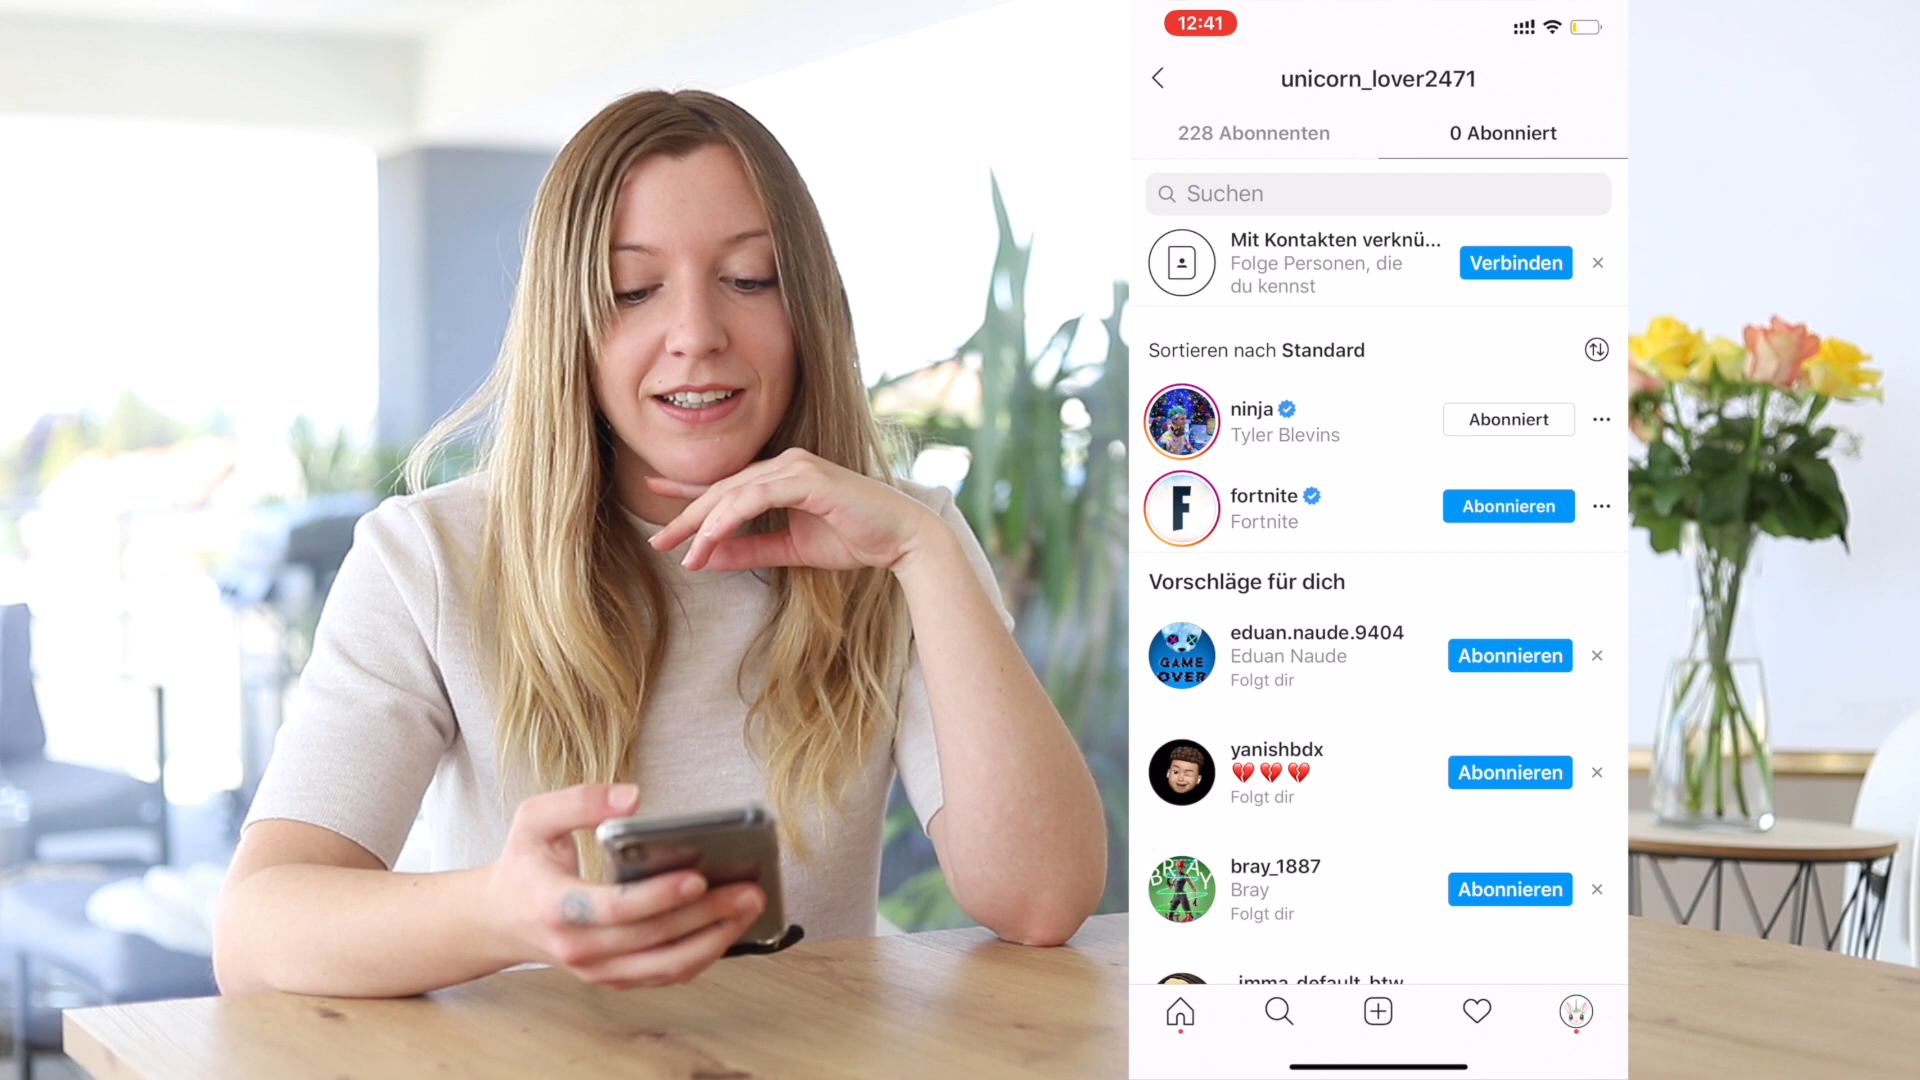 12:41
unicorn_lover2471
228 Abonnenten
0 Abonniert
Suchen
Mit Kontakten verknü...
Folge Personen, die
du kennst
Verbinden
Sortieren nach Standard
ninja
Tyler Blevins
Abonniert
F
fortnite
Fortnite
Abonnieren
Vorschläge für dich
GAME
OVER
eduan.naude.9404
Eduan Naude
Folgt dir
Abonnieren
yanishbdx
💔💔💔
Folgt dir
Abonnieren
BRAY
bray_1887
Bray
Folgt dir
Abonnieren